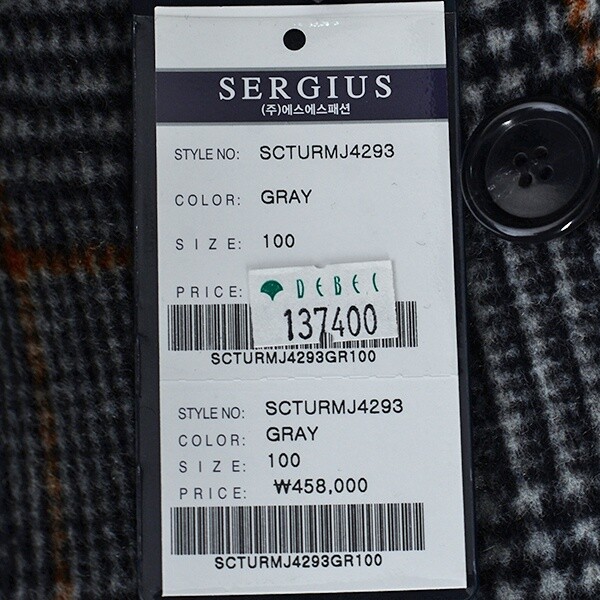 SERGIUS
(주)에스에스패션
STYLE NO: SCTURMJ4293
COLOR: GRAY
SIZE: 100
PRICE:
DEBEC
137400
SCTURMJ4293GR100
STYLE NO: SCTURMJ4293
COLOR: GRAY
SIZE: 100
PRICE: ₩458,000
SCTURMJ4293GR100